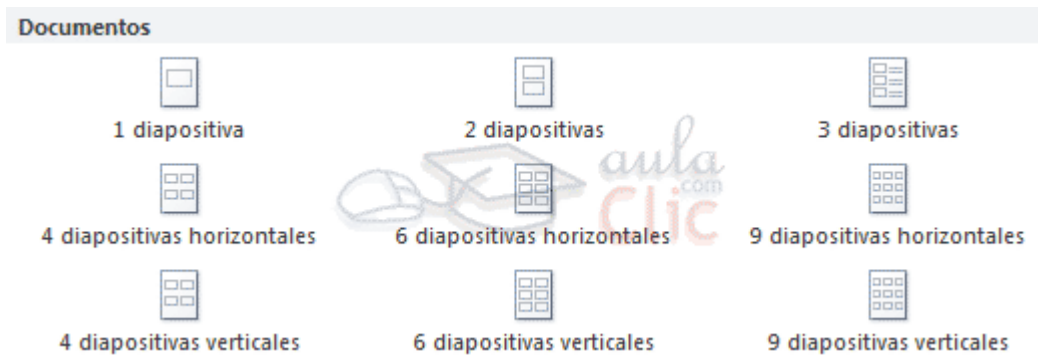 Documentos
1 diapositiva
2 diapositivas
3 diapositivas
aula
com
Clic
4 diapositivas horizontales
6 diapositivas horizontales
9 diapositivas horizontales
4 diapositivas verticales
6 diapositivas verticales
9 diapositivas verticales